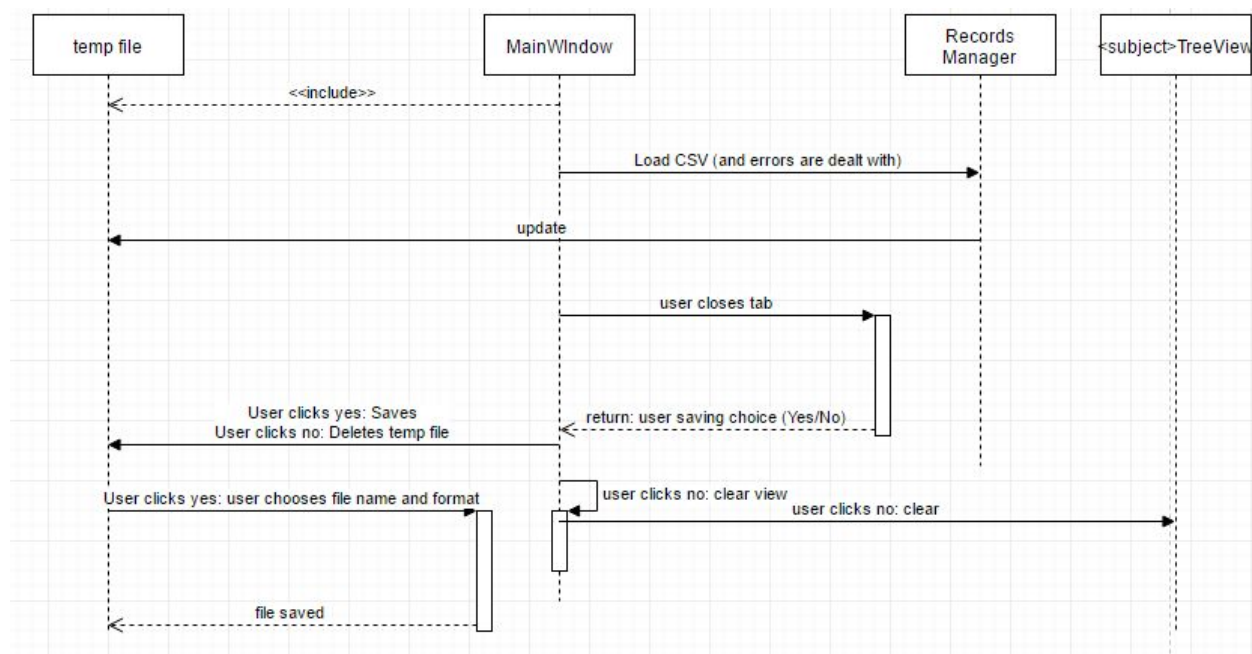 temp file
MainWIndow
Records
Manager
<subject>TreeView
<<include>>
Load CSV (and errors are dealt with)
update
user closes tab
User clicks yes: Saves
return: user saving choice (Yes/No)
User clicks no: Deletes temp file
User clicks yes: user chooses file name and format
user clicks no: clear view
user clicks no: clear
file saved